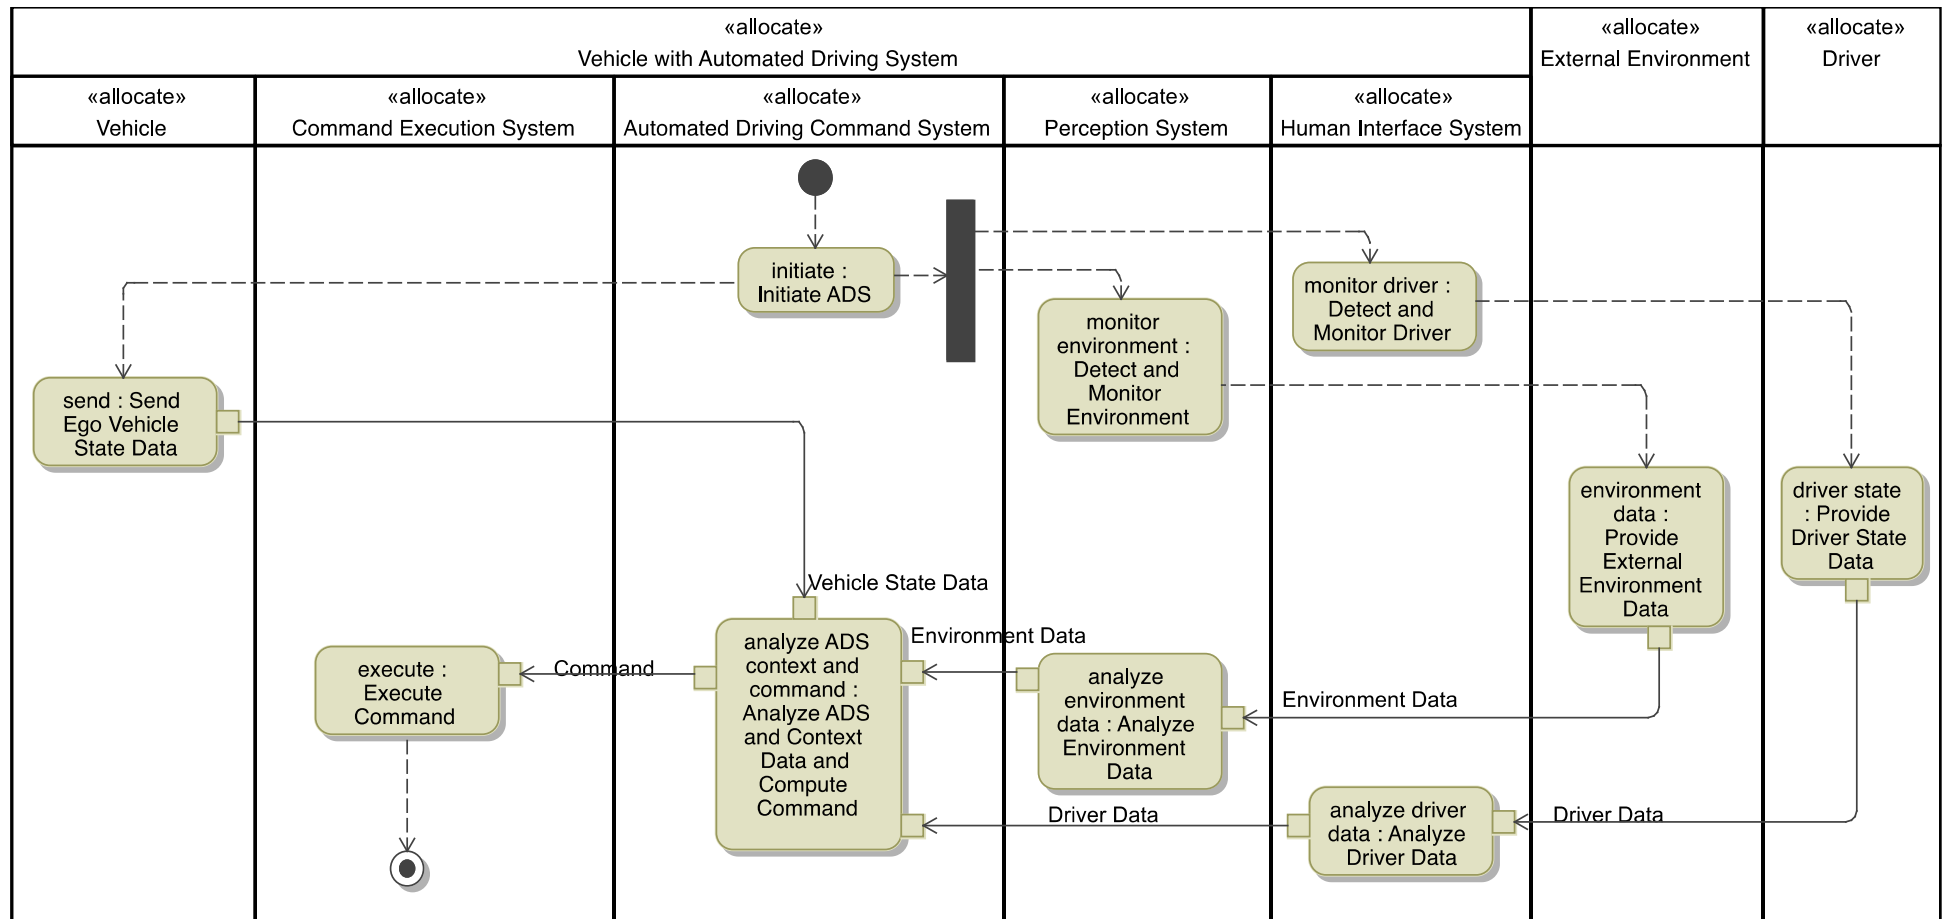 «allocate»
Vehicle with Automated Driving System
«allocate»
External Environment
«allocate»
Driver
«allocate»
Vehicle
«allocate»
Command Execution System
«allocate»
Automated Driving Command System
«allocate»
Perception System
«allocate»
Human Interface System
initiate :
Initiate ADS
monitor driver :
Detect and
Monitor Driver
monitor
environment :
Detect and
Monitor
Environment
send : Send
Ego Vehicle
State Data
environment
data :
Provide
External
Environment
Data
driver state
: Provide
Driver State
Data
Vehicle State Data
Environment Data
Command
execute :
Execute
Command
analyze ADS
context and
command :
Analyze ADS
and Context
Data and
Compute
Command
analyze
environment
data : Analyze
Environment
Data
Environment Data
Driver Data
analyze driver
data : Analyze
Driver Data
Driver Data